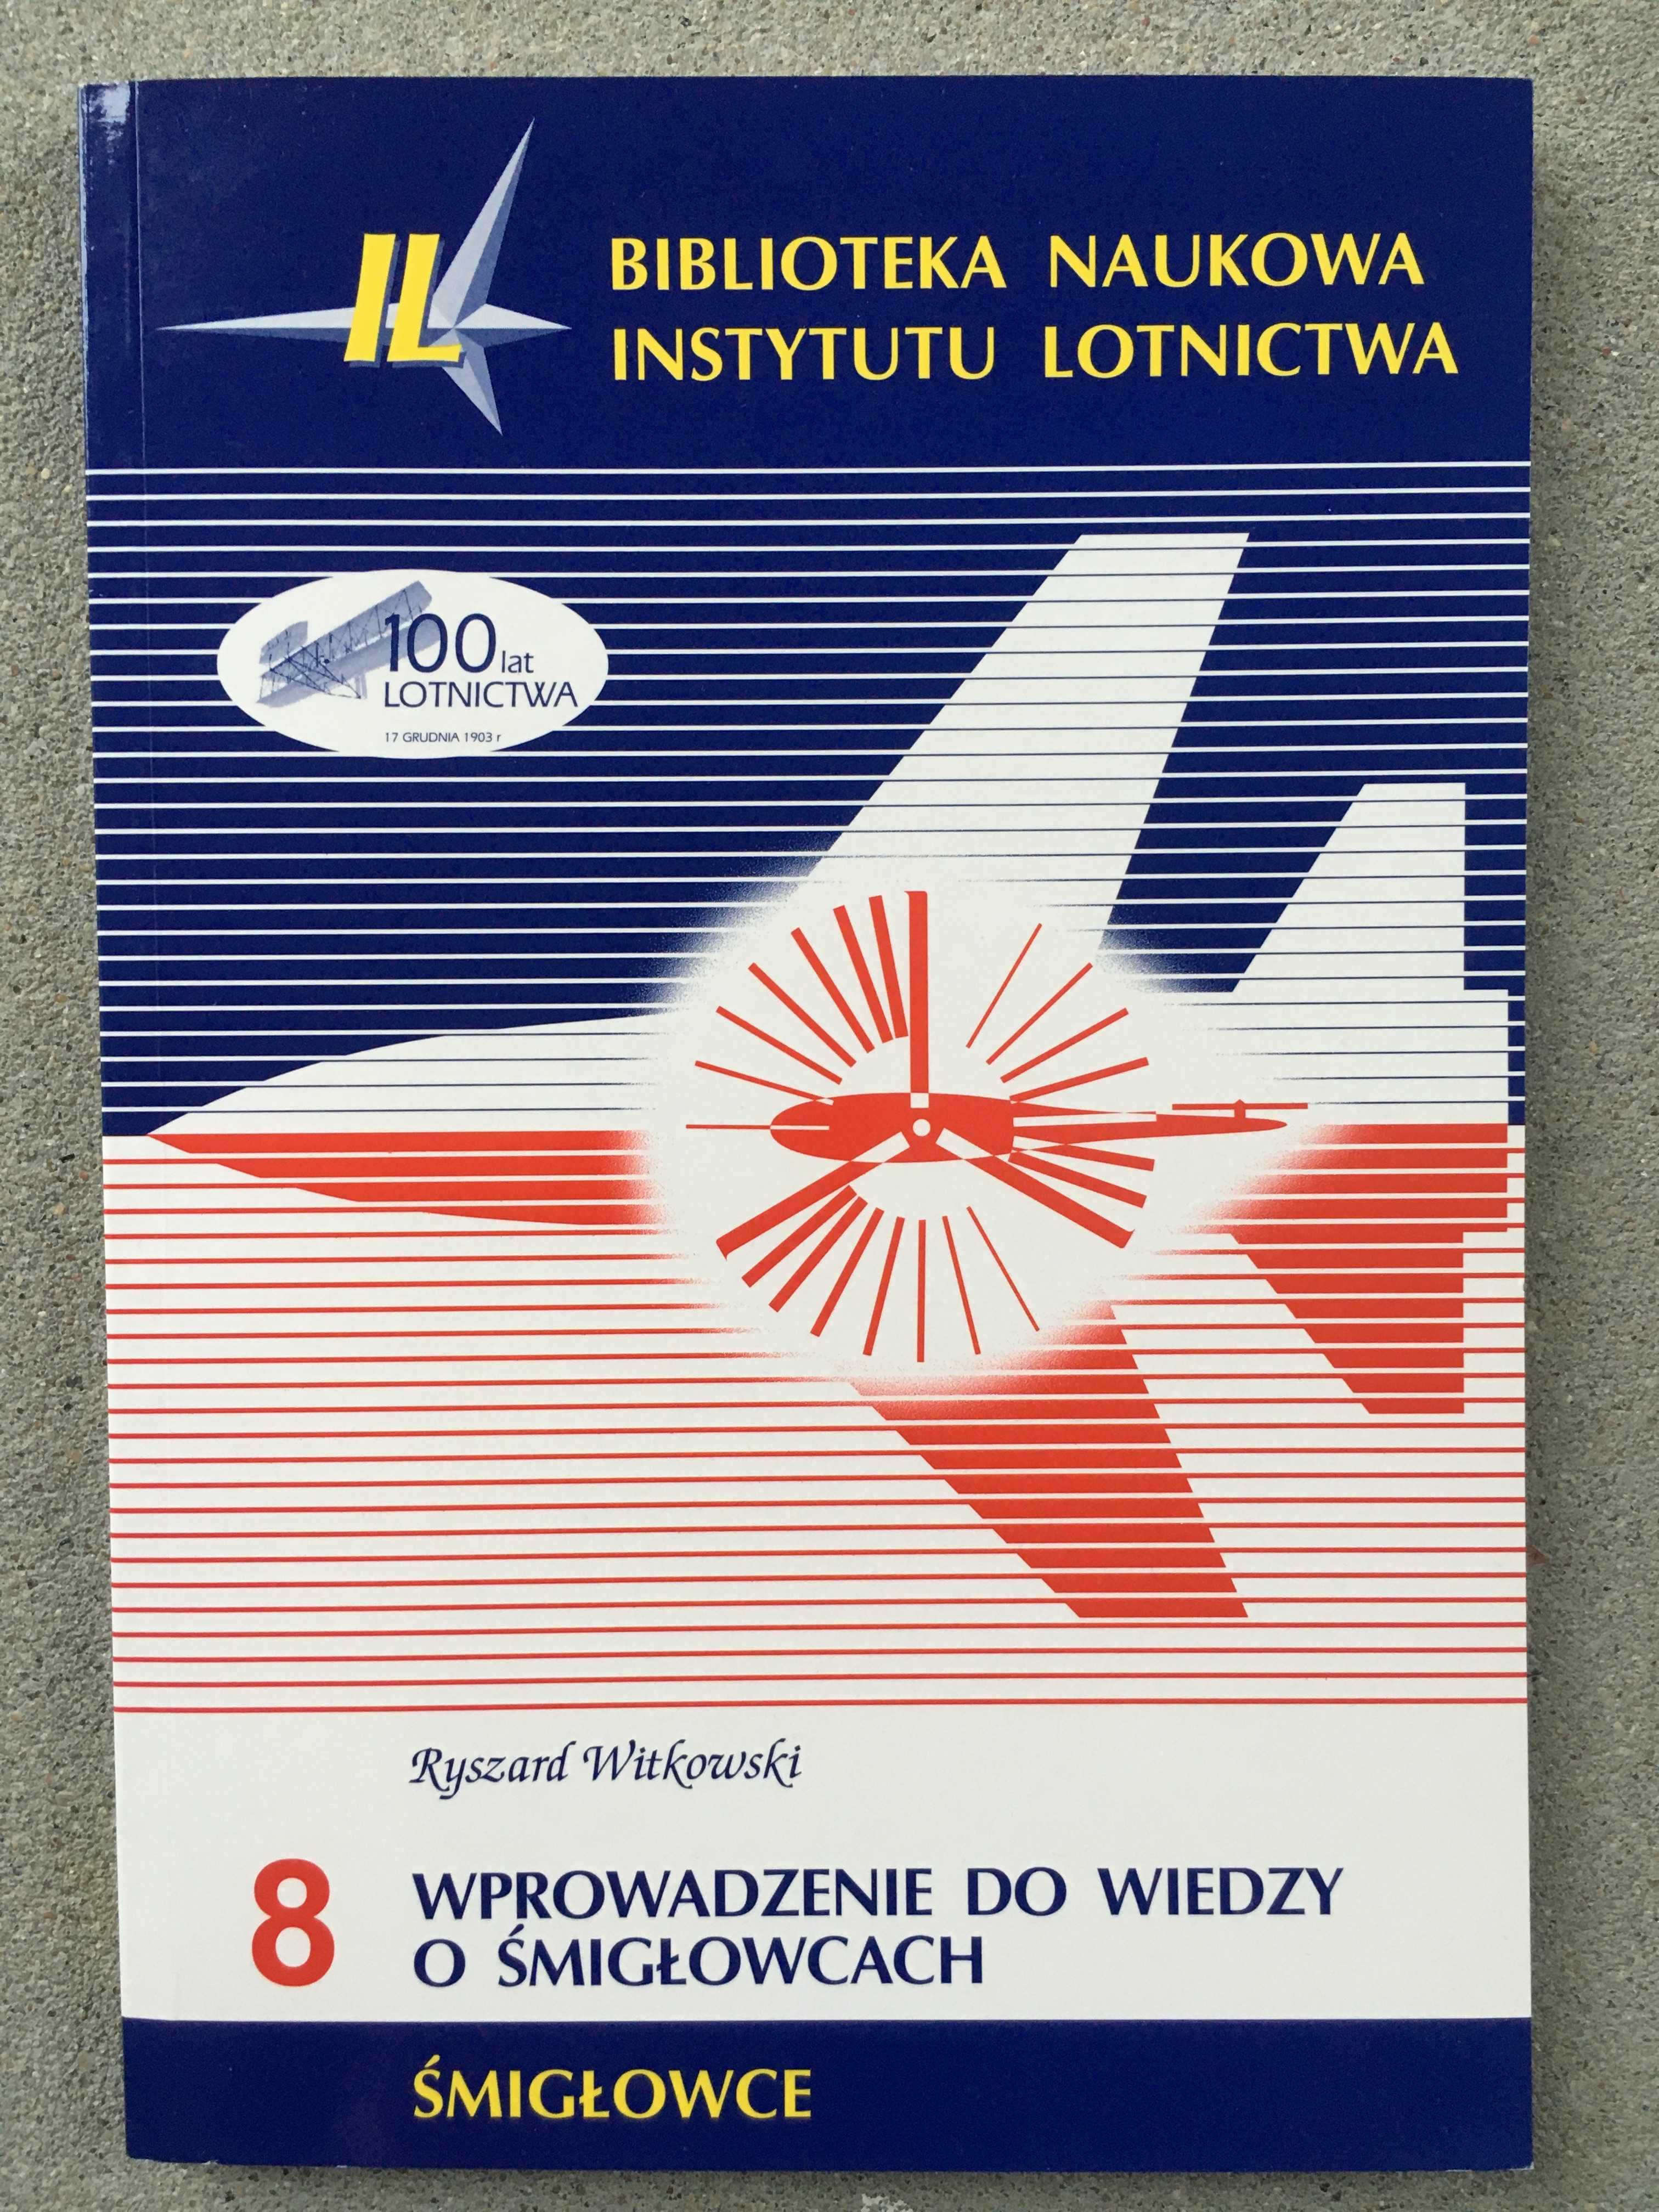 IL
BIBLIOTEKA NAUKOWA
INSTYTUTU LOTNICTWA
100 lat
LOTNICTWA
17 GRUDNIA 1903 r
Ryszard Witkowski
8
WPROWADZENIE DO WIEDZY
O ŚMIGŁOWCACH
ŚMIGŁOWCE